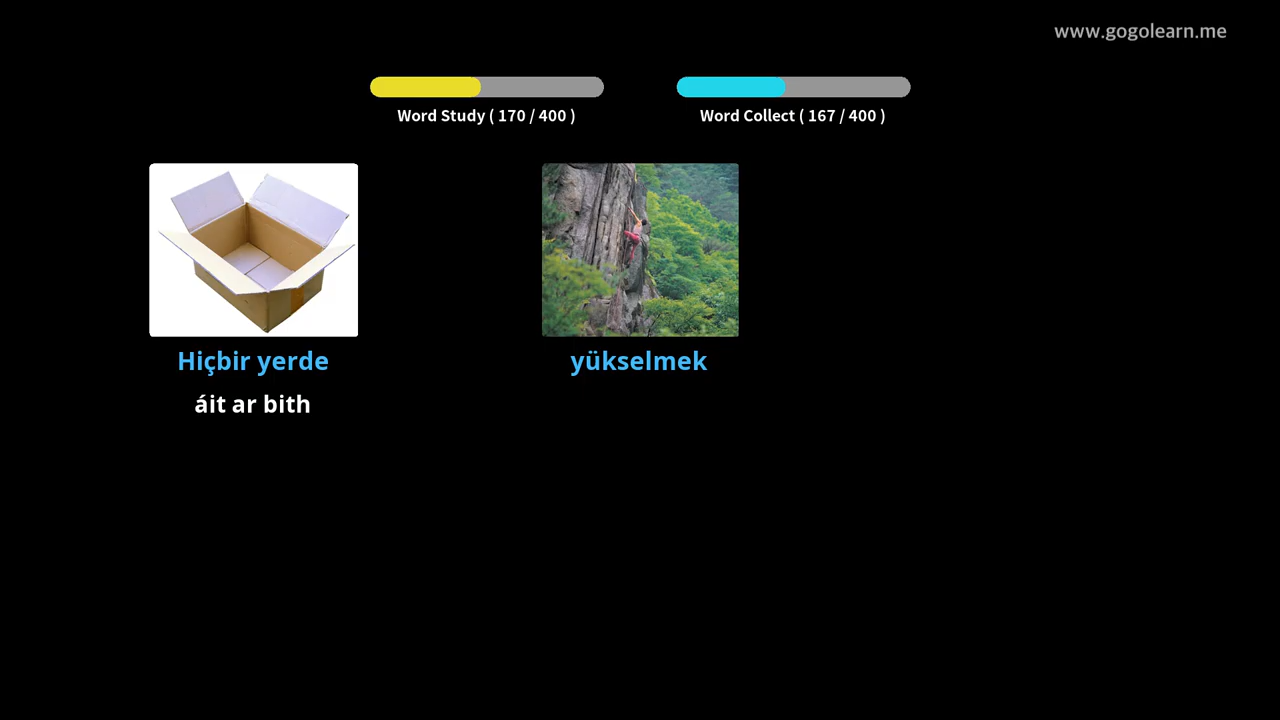 www.gogolearn.me
Word Study ( 170 / 400 )
Word Collect ( 167 / 400 )
Hiçbir yerde
yükselmek
áit ar bith